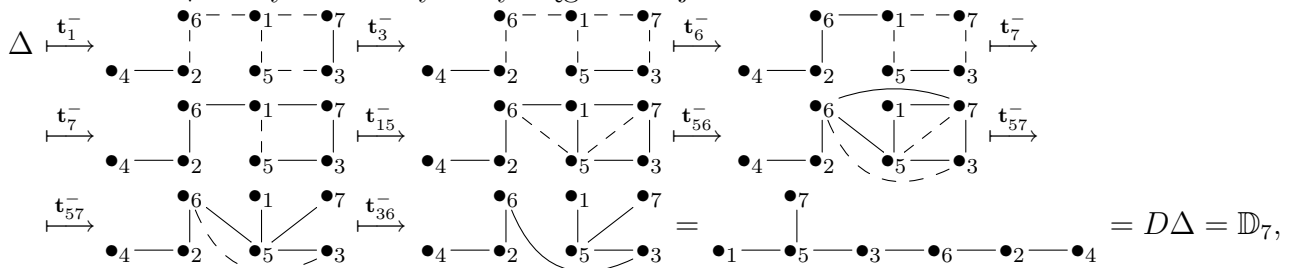 6 1 7 6 1 7 6 1 7
Δ t₁⁻ ⟼ 4 2 5 3 t₃⁻ ⟼ 4 2 5 3 t₆⁻ ⟼ 4 2 5 3 t₇⁻ ⟼
6 1 7 6 1 7 6 1 7
t₇⁻ ⟼ 4 2 5 3 t₁₅⁻ ⟼ 4 2 5 3 t₅₆⁻ ⟼ 4 2 5 3 t₅₇⁻ ⟼
6 1 7 6 1 7 7
t₅₇⁻ ⟼ 4 2 5 3 t₃₆⁻ ⟼ 4 2 5 3 = 1 5 3 6 2 4 = DΔ = 𝔻₇,